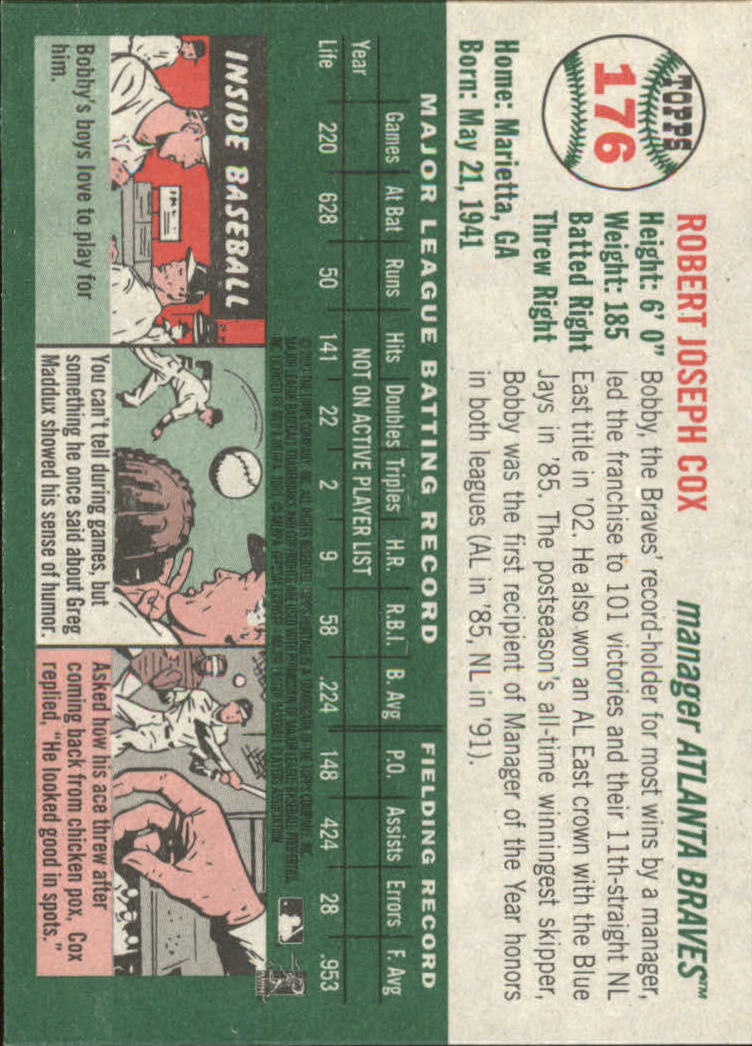 TOPPS
176
ROBERT JOSEPH COX
manager ATLANTA BRAVES™
Height: 6' 0"
Weight: 185
Batted Right
Threw Right
Home: Marietta, GA
Born: May 21, 1941
Bobby, the Braves' record-holder for most wins by a manager,
led the franchise to 101 victories and their 11th-straight NL
East title in '02. He also won an AL East crown with the Blue
Jays in '85. The postseason's all-time winningest skipper,
Bobby was the first recipient of Manager of the Year honors
in both leagues (AL in '85, NL in '91).
MAJOR LEAGUE BATTING RECORD FIELDING RECORD
Year Games At Bat Runs Hits Doubles Triples H.R. R.B.I. B. Avg P.O. Assists Errors F. Avg
NOT ON ACTIVE PLAYER LIST
Life 220 628 50 141 22 2 9 58 .224 148 424 28 .953
INSIDE BASEBALL
Bobby's boys love to play for
him.
You can't tell during games, but
something he once said about Greg
Maddux showed his sense of humor.
Asked how his ace threw after
coming back from chicken pox, Cox
replied, "He looked good in spots."